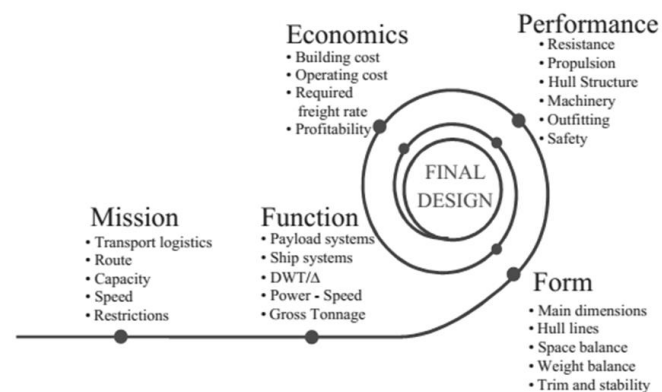 Economics
• Building cost
• Operating cost
• Required
freight rate
• Profitability
Performance
• Resistance
• Propulsion
• Hull Structure
• Machinery
• Outfitting
• Safety
FINAL
DESIGN
Mission
• Transport logistics
• Route
• Capacity
• Speed
• Restrictions
Function
• Payload systems
• Ship systems
• DWT/Δ
• Power - Speed
• Gross Tonnage
Form
• Main dimensions
• Hull lines
• Space balance
• Weight balance
• Trim and stability